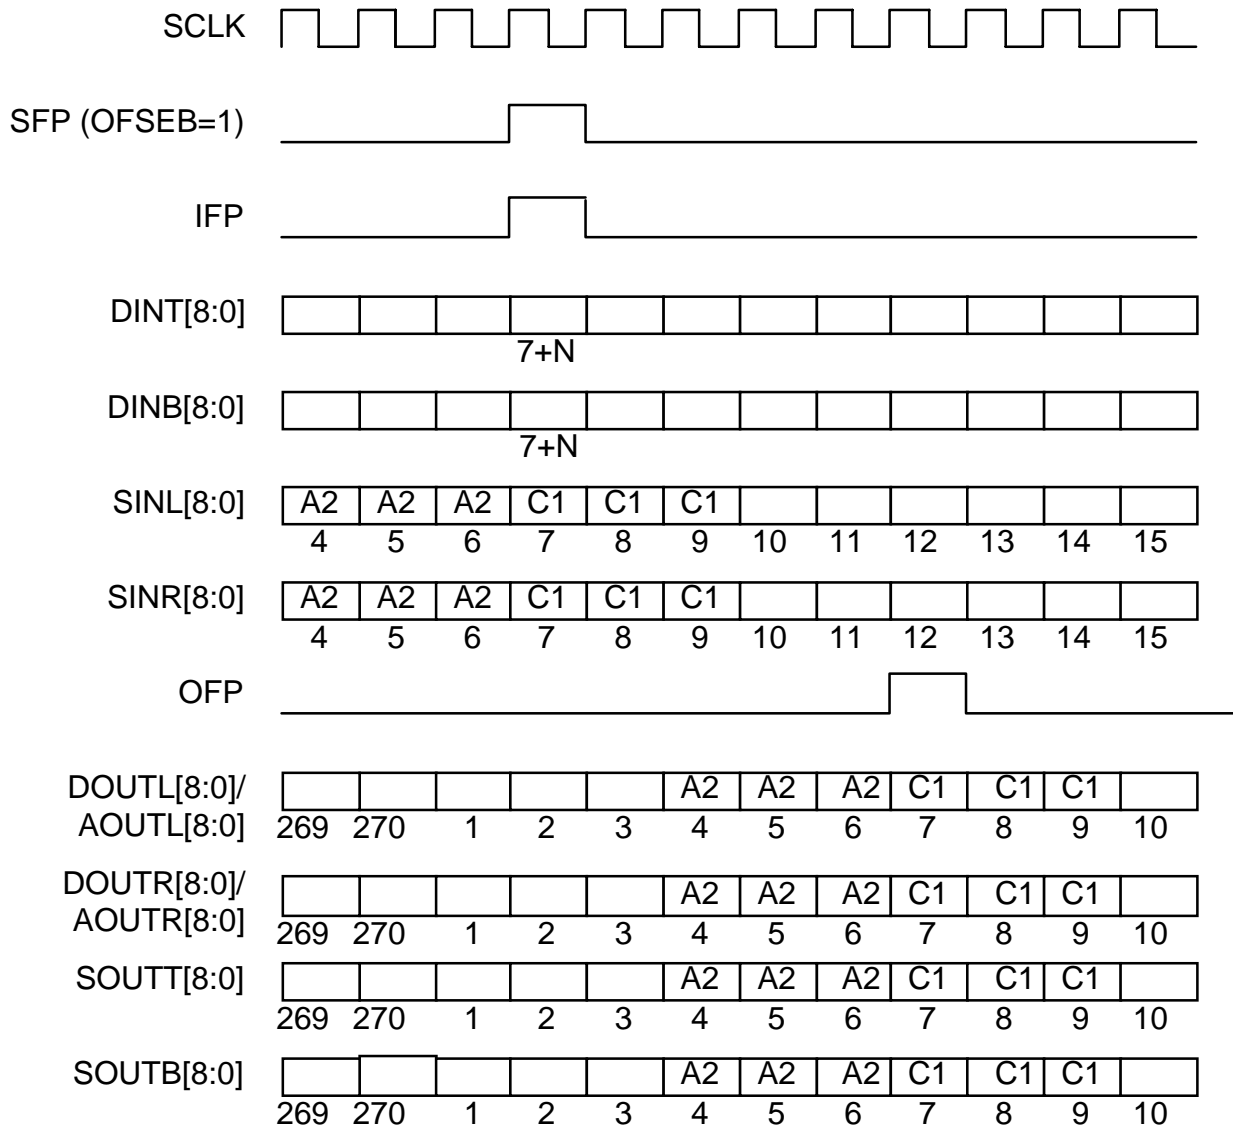 SCLK
SFP (OFSEB=1)
IFP
DINT[8:0]
7+N
DINB[8:0]
7+N
SINL[8:0] A2 A2 A2 C1 C1 C1
4 5 6 7 8 9 10 11 12 13 14 15
SINR[8:0] A2 A2 A2 C1 C1 C1
4 5 6 7 8 9 10 11 12 13 14 15
OFP
DOUTL[8:0]/ A2 A2 A2 C1 C1 C1
AOUTL[8:0] 269 270 1 2 3 4 5 6 7 8 9 10
DOUTR[8:0]/ A2 A2 A2 C1 C1 C1
AOUTR[8:0] 269 270 1 2 3 4 5 6 7 8 9 10
SOUTT[8:0] A2 A2 A2 C1 C1 C1
269 270 1 2 3 4 5 6 7 8 9 10
SOUTB[8:0] A2 A2 A2 C1 C1 C1
269 270 1 2 3 4 5 6 7 8 9 10